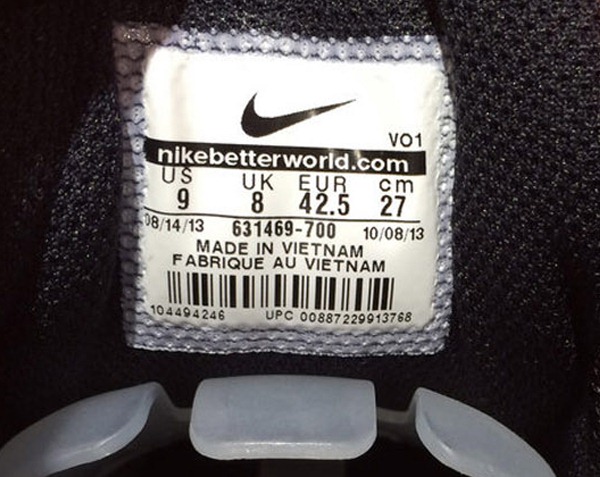 VO1
nikebetterworld.com
US UK EUR cm
9 8 42.5 27
08/14/13 631469-700 10/08/13
MADE IN VIETNAM
FABRIQUE AU VIETNAM
104494246 UPC 00887229913768